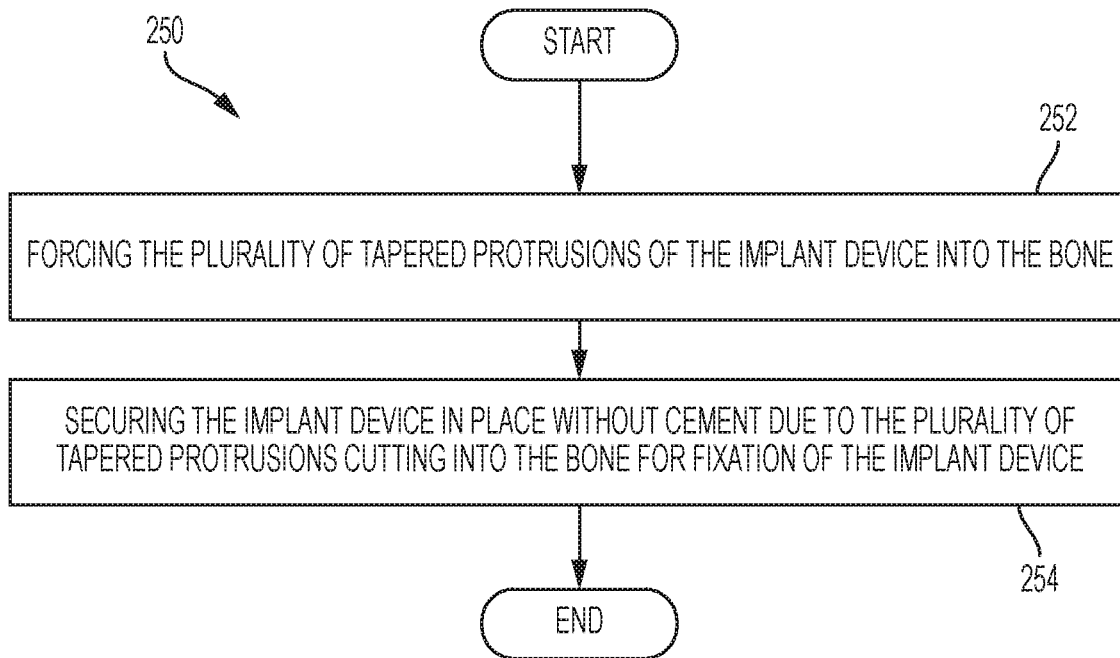 250
START
252
FORCING THE PLURALITY OF TAPERED PROTRUSIONS OF THE IMPLANT DEVICE INTO THE BONE
SECURING THE IMPLANT DEVICE IN PLACE WITHOUT CEMENT DUE TO THE PLURALITY OF
TAPERED PROTRUSIONS CUTTING INTO THE BONE FOR FIXATION OF THE IMPLANT DEVICE
254
END